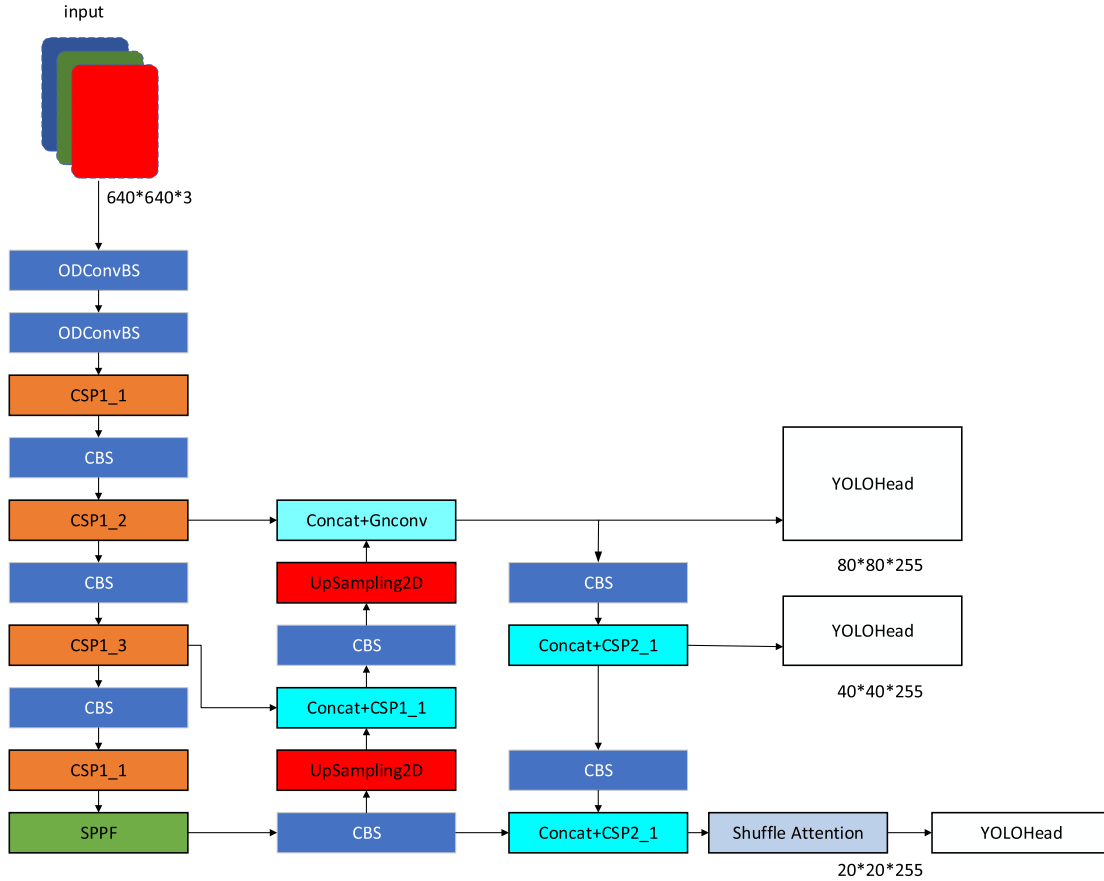 input
640*640*3
ODConvBS
ODConvBS
CSP1_1
CBS
CSP1_2
CBS
CSP1_3
CBS
CSP1_1
SPPF
Concat+Gnconv
UpSampling2D
CBS
Concat+CSP1_1
UpSampling2D
CBS
CBS
Concat+CSP2_1
CBS
Concat+CSP2_1
Shuffle Attention
YOLOHead
80*80*255
YOLOHead
40*40*255
YOLOHead
20*20*255